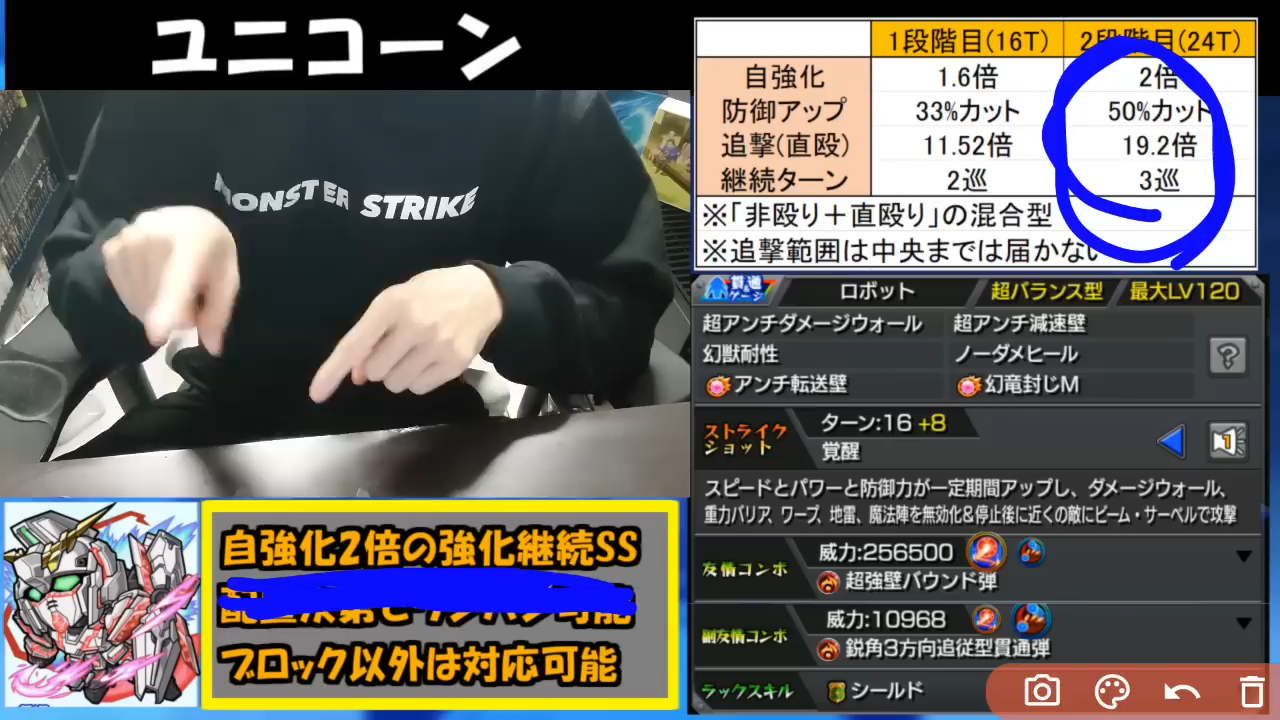 ユニコーン
1段階目(16T) 2段階目(24T)
自強化 1.6倍 2倍
防御アップ 33%カット 50%カット
追撃(直殴) 11.52倍 19.2倍
継続ターン 2巡 3巡
※「非殴り＋直殴り」の混合型
※追撃範囲は中央までは届かない
MONSTER STRIKE
貫通 ロボット 超バランス型 最大LV120
超アンチダメージウォール 超アンチ減速壁
幻獣耐性 ノーダメヒール
アンチ転送壁 幻竜封じM
ストライクショット ターン:16 +8
覚醒
1
スピードとパワーと防御力が一定期間アップし、ダメージウォール、
重力バリア、ワープ、地雷、魔法陣を無効化&停止後に近くの敵にビーム・サーベルで攻撃
友情コンボ 威力:256500
超強壁バウンド弾
副友情コンボ 威力:10968
鋭角3方向追従型貫通弾
ラックスキル シールド
自強化2倍の強化継続SS
ブロック以外は対応可能